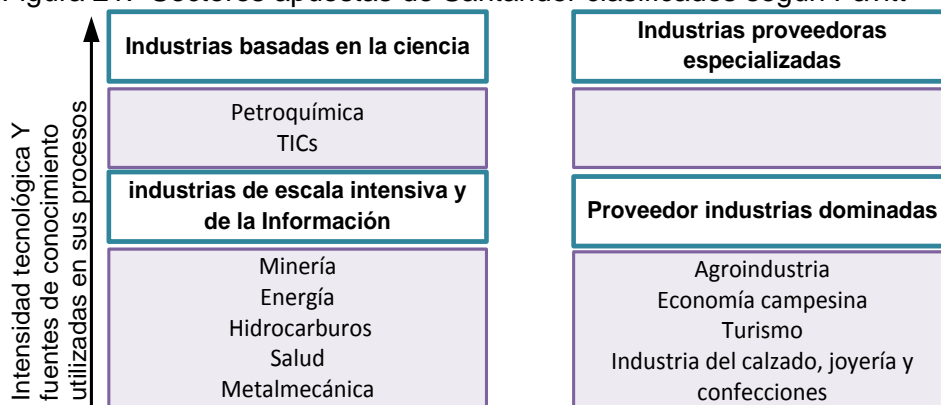 Figura 21. Sectores apuestas de Santander clasificados según Pavitt
Intensidad tecnológica Y
fuentes de conocimiento
utilizadas en sus procesos
Industrias basadas en la ciencia
Petroquímica
TICs
industrias de escala intensiva y
de la Información
Minería
Energía
Hidrocarburos
Salud
Metalmecánica
Industrias proveedoras
especializadas
Proveedor industrias dominadas
Agroindustria
Economía campesina
Turismo
Industria del calzado, joyería y
confecciones